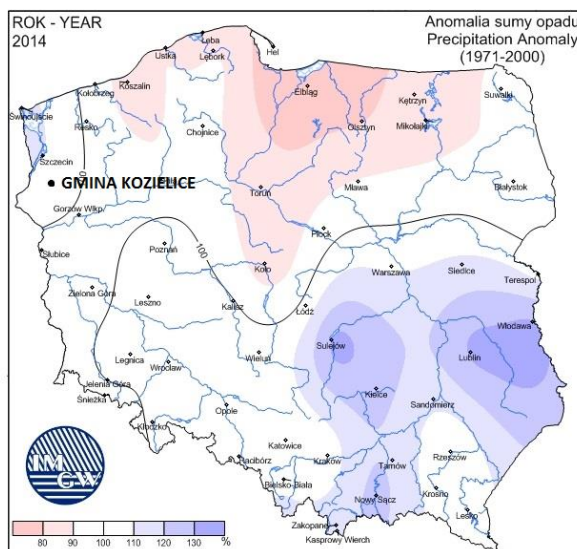 ROK - YEAR
2014
Anomalia sumy opadu
Precipitation Anomaly
(1971-2000)
Łeba
Ustka
Lębork
Hel
Koszalin
Kołobrzeg
Elbląg
Kętrzyn
Suwałki
Świnoujście
Resko
Chojnice
Olsztyn
Mikołajki
Szczecin
GMINA KOZIELICE
Toruń
Mława
Białystok
Gorzów Wlkp.
Płock
Słubice
Poznań
100
Koło
Warszawa
Siedlce
Terespol
Zielona Góra
Leszno
Kalisz
Łódź
Włodawa
Sulejów
Legnica
Wrocław
Wieluń
Lublin
Jelenia Góra
Śnieżka
Kielce
Opole
Sandomierz
Kłodzko
Katowice
Racibórz
Kraków
Tarnów
Rzeszów
Bielsko-Biała
Nowy Sącz
Krosno
Lesko
Zakopane
Kasprowy Wierch
IM
GW
80 90 100 110 120 130 %